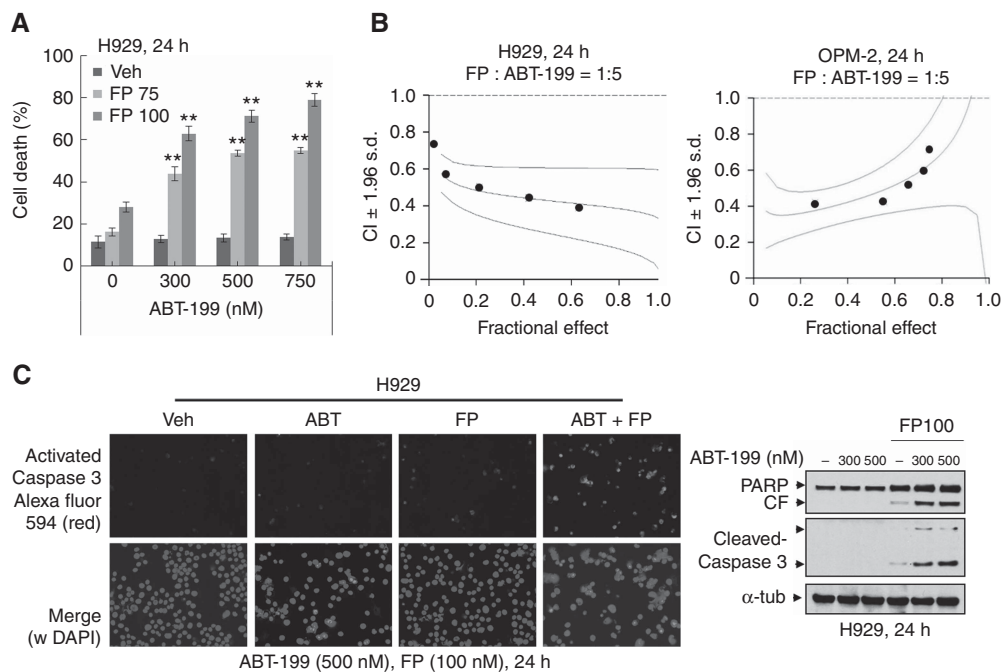 A
H929, 24 h
100
80
60
40
20
0
Cell death (%)
Veh
FP 75
FP 100
**
**
**
**
**
**
0 300 500 750
ABT-199 (nM)
B
H929, 24 h
FP : ABT-199 = 1:5
CI ± 1.96 s.d.
1.0
0.8
0.6
0.4
0.2
0
0 0.2 0.4 0.6 0.8 1.0
Fractional effect
OPM-2, 24 h
FP : ABT-199 = 1:5
CI ± 1.96 s.d.
1.0
0.8
0.6
0.4
0.2
0
0 0.2 0.4 0.6 0.8 1.0
Fractional effect
C
H929
Veh ABT FP ABT + FP
Activated
Caspase 3
Alexa fluor
594 (red)
Merge
(w DAPI)
ABT-199 (500 nM), FP (100 nM), 24 h
FP100
ABT-199 (nM) – 300 500 – 300 500
PARP
CF
Cleaved-
Caspase 3
α-tub
H929, 24 h